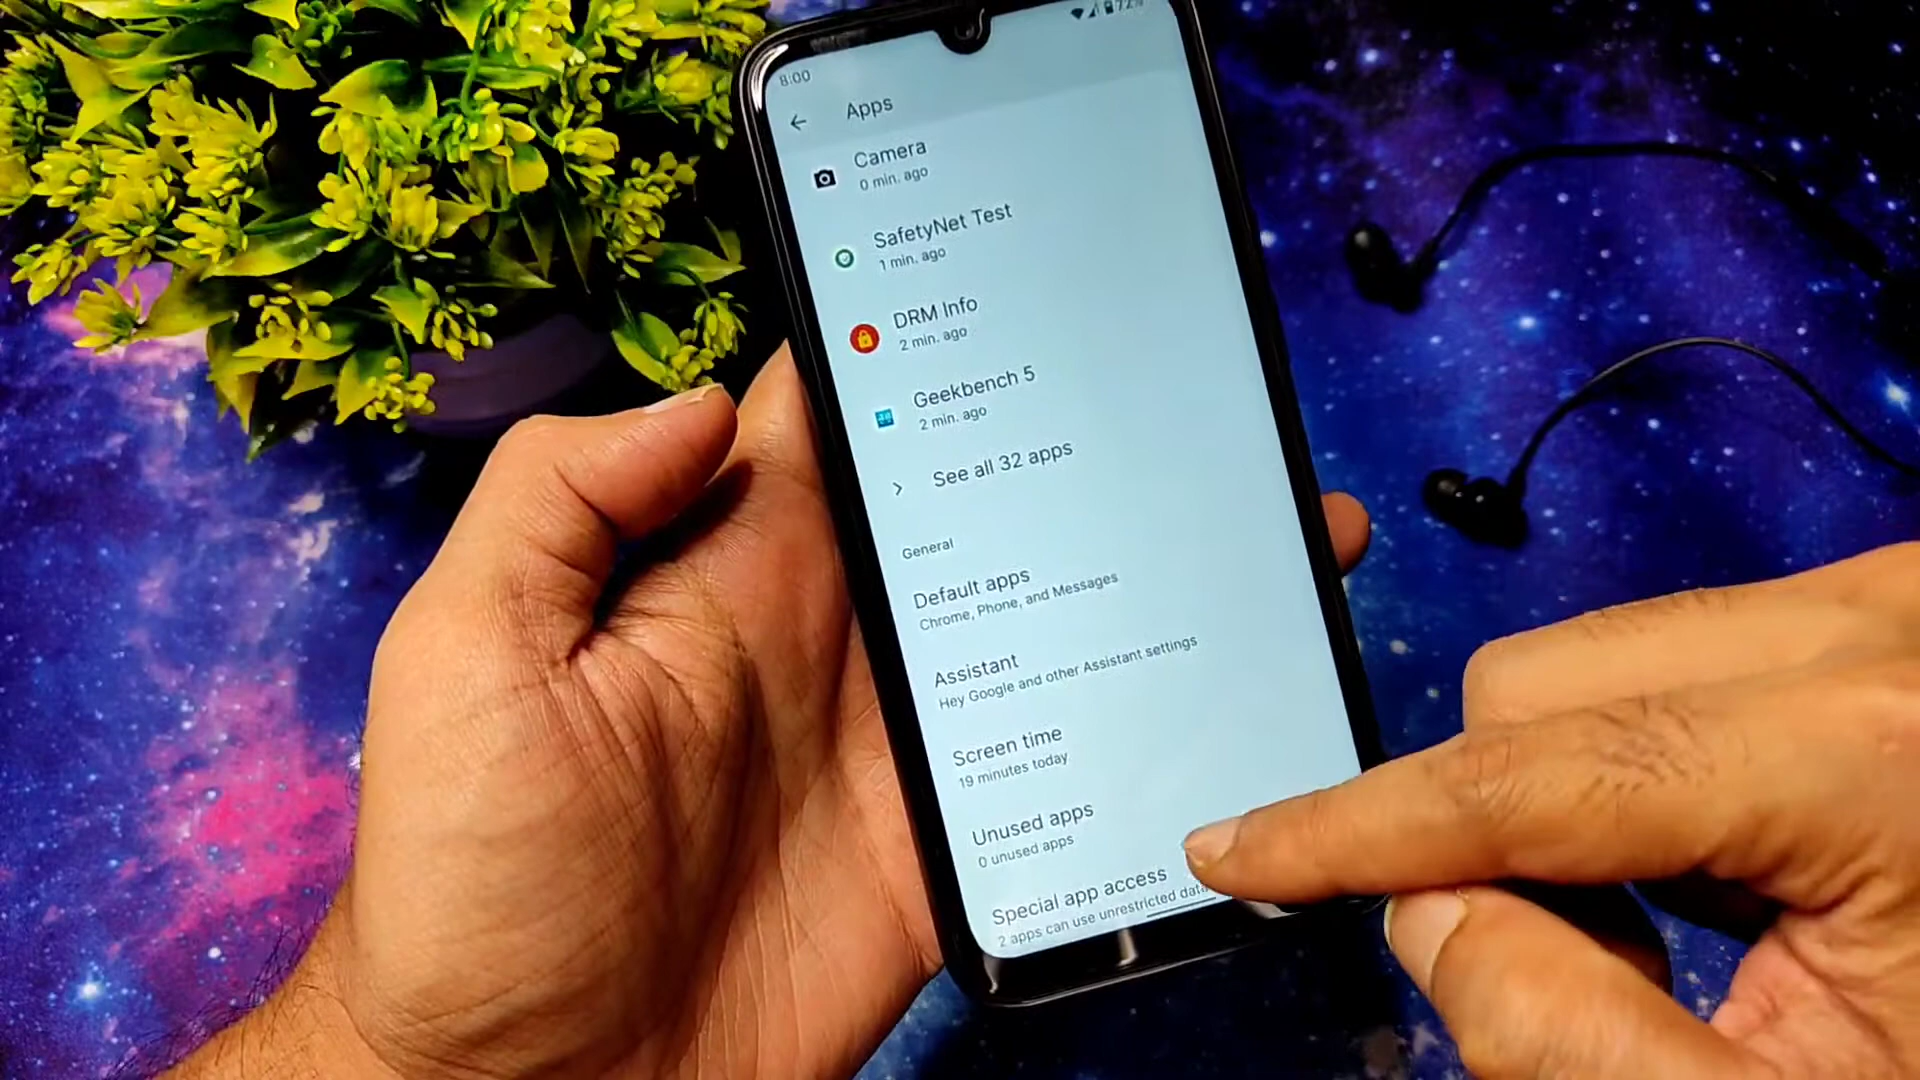 8:00
72%
Apps
Camera
0 min. ago
SafetyNet Test
1 min. ago
DRM Info
2 min. ago
Geekbench 5
2 min. ago
See all 32 apps
General
Default apps
Chrome, Phone, and Messages
Assistant
Hey Google and other Assistant settings
Screen time
19 minutes today
Unused apps
0 unused apps
Special app access
2 apps can use unrestricted data